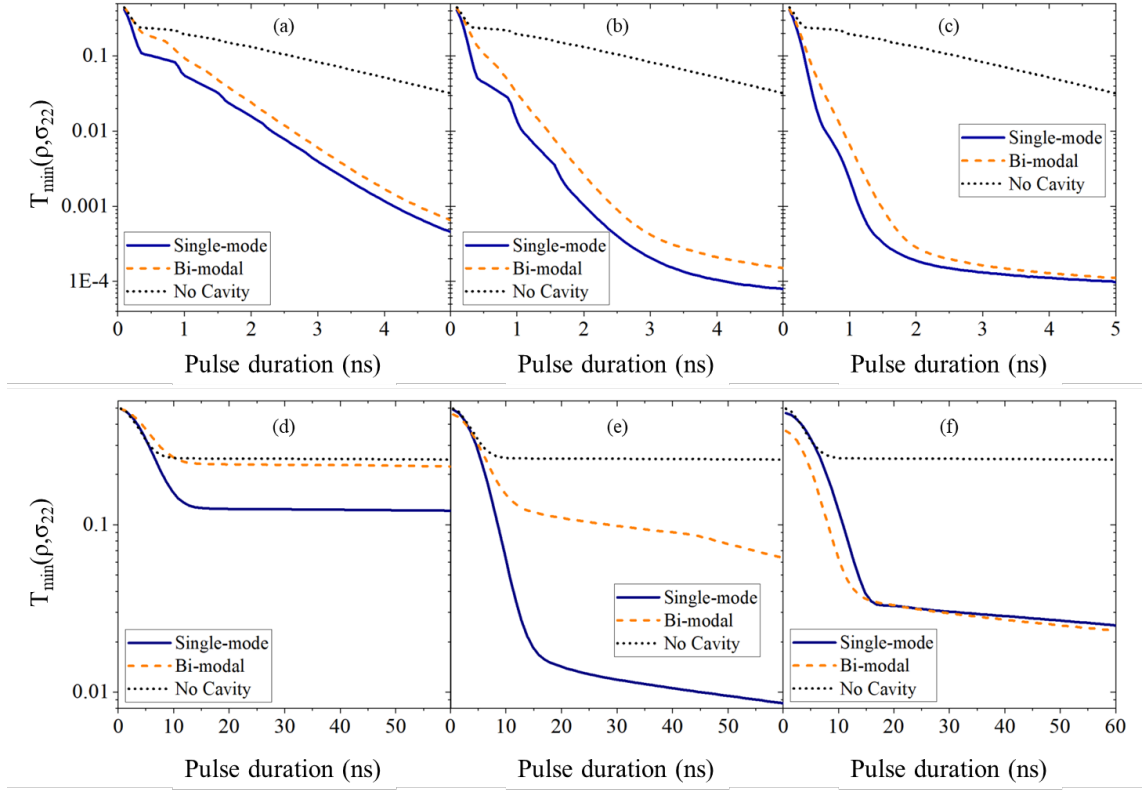 (a) (b) (c)
T_min(ρ,σ_22)
0.1
0.01
0.001
1E-4
Single-mode
Bi-modal
No Cavity
Single-mode
Bi-modal
No Cavity
Single-mode
Bi-modal
No Cavity
0 1 2 3 4 0 1 2 3 4 0 1 2 3 4 5
Pulse duration (ns) Pulse duration (ns) Pulse duration (ns)
(d) (e) (f)
T_min(ρ,σ_22)
0.1
0.01
Single-mode
Bi-modal
No Cavity
Single-mode
Bi-modal
No Cavity
Single-mode
Bi-modal
No Cavity
0 10 20 30 40 50 0 10 20 30 40 50 0 10 20 30 40 50 60
Pulse duration (ns) Pulse duration (ns) Pulse duration (ns)